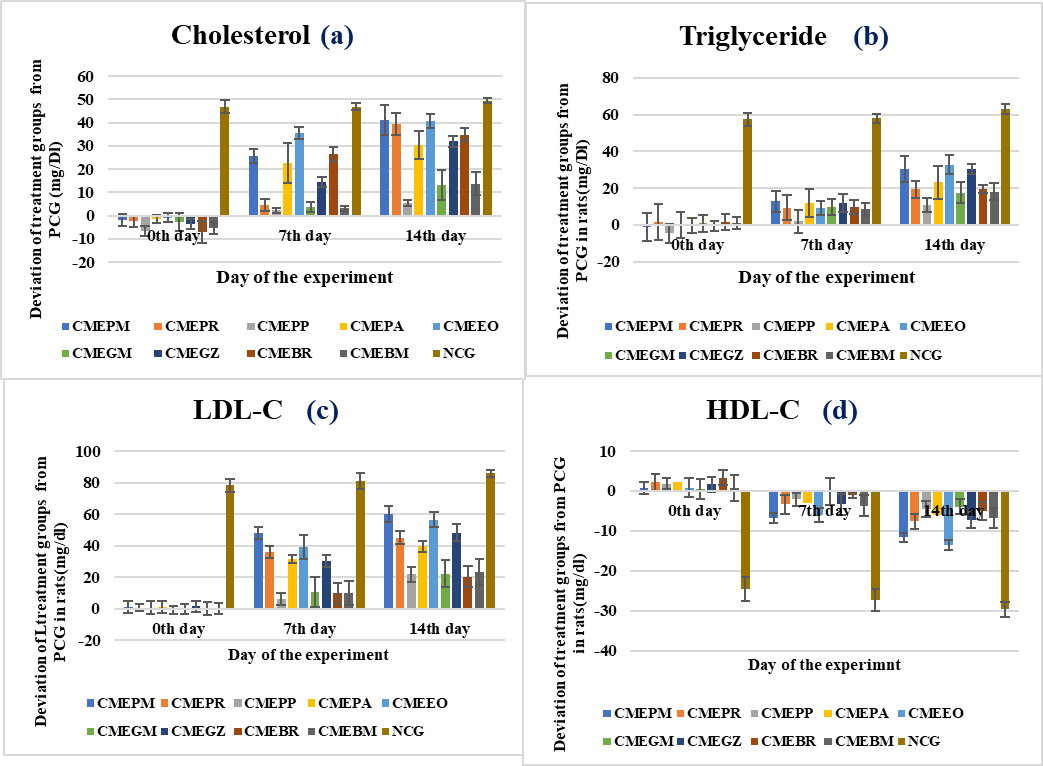 Cholesterol (a)
Deviation of treatment groups from
PCG (mg/Dl)
60
50
40
30
20
10
0
-10
-20
0th day
7th day
14th day
Day of the experiment
CMEPM
CMEPR
CMEPP
CMEPA
CMEEO
CMEGM
CMEGZ
CMEBR
CMEBM
NCG
Triglyceride (b)
Deviation of treatment groups from
PCG in rats(mg/Dl)
80
60
40
20
0
-20
0th day
7th day
14th day
Day of the experiment
CMEPM
CMEPR
CMEPP
CMEPA
CMEEO
CMEGM
CMEGZ
CMEBR
CMEBM
NCG
LDL-C (c)
Deviation of Ltreatment groups from
PCG in rats(mg/dl)
100
80
60
40
20
0
-20
0th day
7th day
14th day
Day of the experiment
CMEPM
CMEPR
CMEPP
CMEPA
CMEEO
CMEGM
CMEGZ
CMEBR
CMEBM
NCG
HDL-C (d)
Deviation of treatment groups from PCG
in rats(mg/dl)
10
0
-10
-20
-30
-40
0th day
7th day
14th day
Day of the experimnt
CMEPM
CMEPR
CMEPP
CMEPA
CMEEO
CMEGM
CMEGZ
CMEBR
CMEBM
NCG